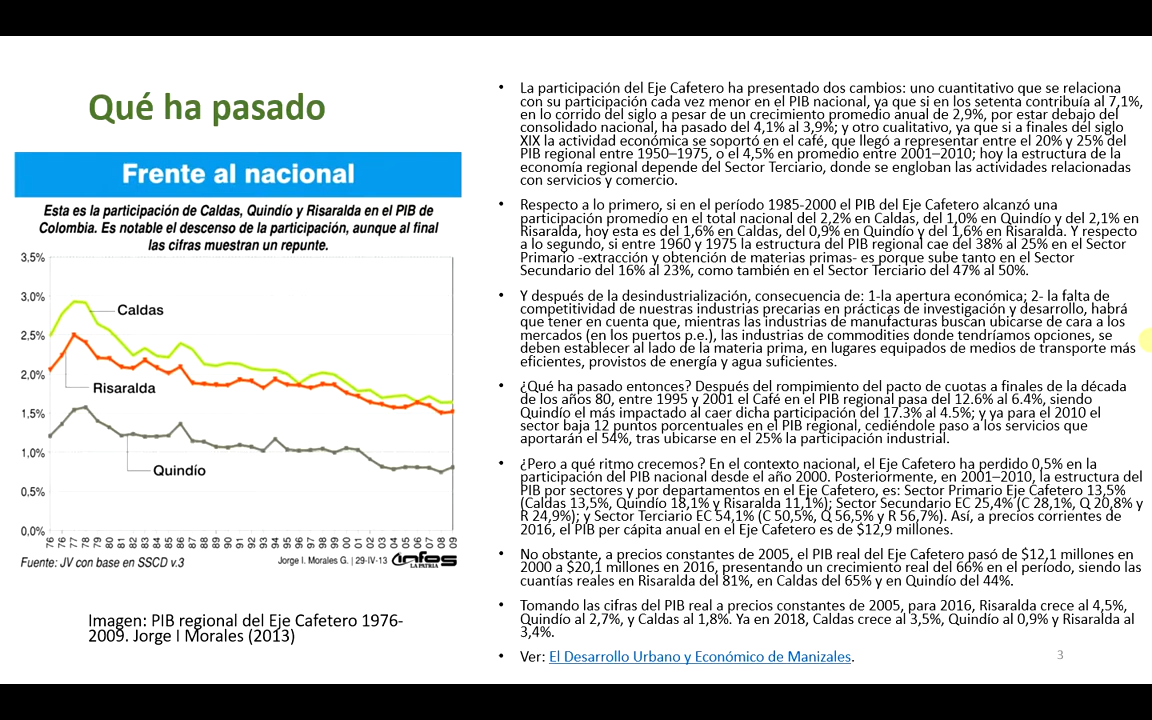 Qué ha pasado
Frente al nacional
Esta es la participación de Caldas, Quindío y Risaralda en el PIB de
Colombia. Es notable el descenso de la participación, aunque al final
las cifras muestran un repunte.
3.5%
3.0%
2.5%
2.0%
1.5%
1.0%
0.5%
0.0%
Caldas
Risaralda
Quindío
76 76 77 78 79 80 81 82 83 84 85 86 87 88 89 90 91 92 93 94 95 96 97 98 99 00 01 02 03 04 05 06 07 08 09
Fuente: JV con base en SSCD v.3
Jorge I. Morales G. | 29-IV-13
infos
LA PATRIA
Imagen: PIB regional del Eje Cafetero 1976-
2009. Jorge I Morales (2013)
• La participación del Eje Cafetero ha presentado dos cambios: uno cuantitativo que se relaciona
con su participación cada vez menor en el PIB nacional, ya que si en los setenta contribuía al 7,1%,
en lo corrido del siglo a pesar de un crecimiento promedio anual de 2,9%, por estar debajo del
consolidado nacional, ha pasado del 4,1% al 3,9%; y otro cualitativo, ya que si a finales del siglo
XIX la actividad económica se soportó en el café, que llegó a representar entre el 20% y 25% del
PIB regional entre 1950–1975, o el 4,5% en promedio entre 2001–2010; hoy la estructura de la
economía regional depende del Sector Terciario, donde se engloban las actividades relacionadas
con servicios y comercio.
• Respecto a lo primero, si en el período 1985-2000 el PIB del Eje Cafetero alcanzó una
participación promedio en el total nacional del 2,2% en Caldas, del 1,0% en Quindío y del 2,1% en
Risaralda, hoy esta es del 1,6% en Caldas, del 0,9% en Quindío y del 1,6% en Risaralda. Y respecto
a lo segundo, si entre 1960 y 1975 la estructura del PIB regional cae del 38% al 25% en el Sector
Primario -extracción y obtención de materias primas- es porque sube tanto en el Sector
Secundario del 16% al 23%, como también en el Sector Terciario del 47% al 50%.
• Y después de la desindustrialización, consecuencia de: 1-la apertura económica; 2- la falta de
competitividad de nuestras industrias precarias en prácticas de investigación y desarrollo, habrá
que tener en cuenta que, mientras las industrias de manufacturas buscan ubicarse de cara a los
mercados (en los puertos p.e.), las industrias de commodities donde tendríamos opciones, se
deben establecer al lado de la materia prima, en lugares equipados de medios de transporte más
eficientes, provistos de energía y agua suficientes.
• ¿Qué ha pasado entonces? Después del rompimiento del pacto de cuotas a finales de la década
de los años 80, entre 1995 y 2001 el Café en el PIB regional pasa del 12.6% al 6.4%, siendo
Quindío el más impactado al caer dicha participación del 17.3% al 4.5%; y ya para el 2010 el
sector baja 12 puntos porcentuales en el PIB regional, cediéndole paso a los servicios que
aportarán el 54%, tras ubicarse en el 25% la participación industrial.
• ¿Pero a qué ritmo crecemos? En el contexto nacional, el Eje Cafetero ha perdido 0,5% en la
participación del PIB nacional desde el año 2000. Posteriormente, en 2001–2010, la estructura del
PIB por sectores y por departamentos en el Eje Cafetero, es: Sector Primario Eje Cafetero 13,5%
(Caldas 13,5%, Quindío 18,1% y Risaralda 11,1%); Sector Secundario EC 25,4% (C 28,1%, Q 20,8% y
R 24,9%); y Sector Terciario EC 54,1% (C 50,5%, Q 56,5% y R 56,7%). Así, a precios corrientes de
2016, el PIB per cápita anual en el Eje Cafetero es de $12,9 millones.
• No obstante, a precios constantes de 2005, el PIB real del Eje Cafetero pasó de $12,1 millones en
2000 a $20,1 millones en 2016, presentando un crecimiento real del 66% en el período, siendo las
cuantías reales en Risaralda del 81%, en Caldas del 65% y en Quindío del 44%.
• Tomando las cifras del PIB real a precios constantes de 2005, para 2016, Risaralda crece al 4,5%,
Quindío al 2,7%, y Caldas al 1,8%. Ya en 2018, Caldas crece al 3,5%, Quindío al 0,9% y Risaralda al
3,4%.
• Ver: El Desarrollo Urbano y Económico de Manizales.
3